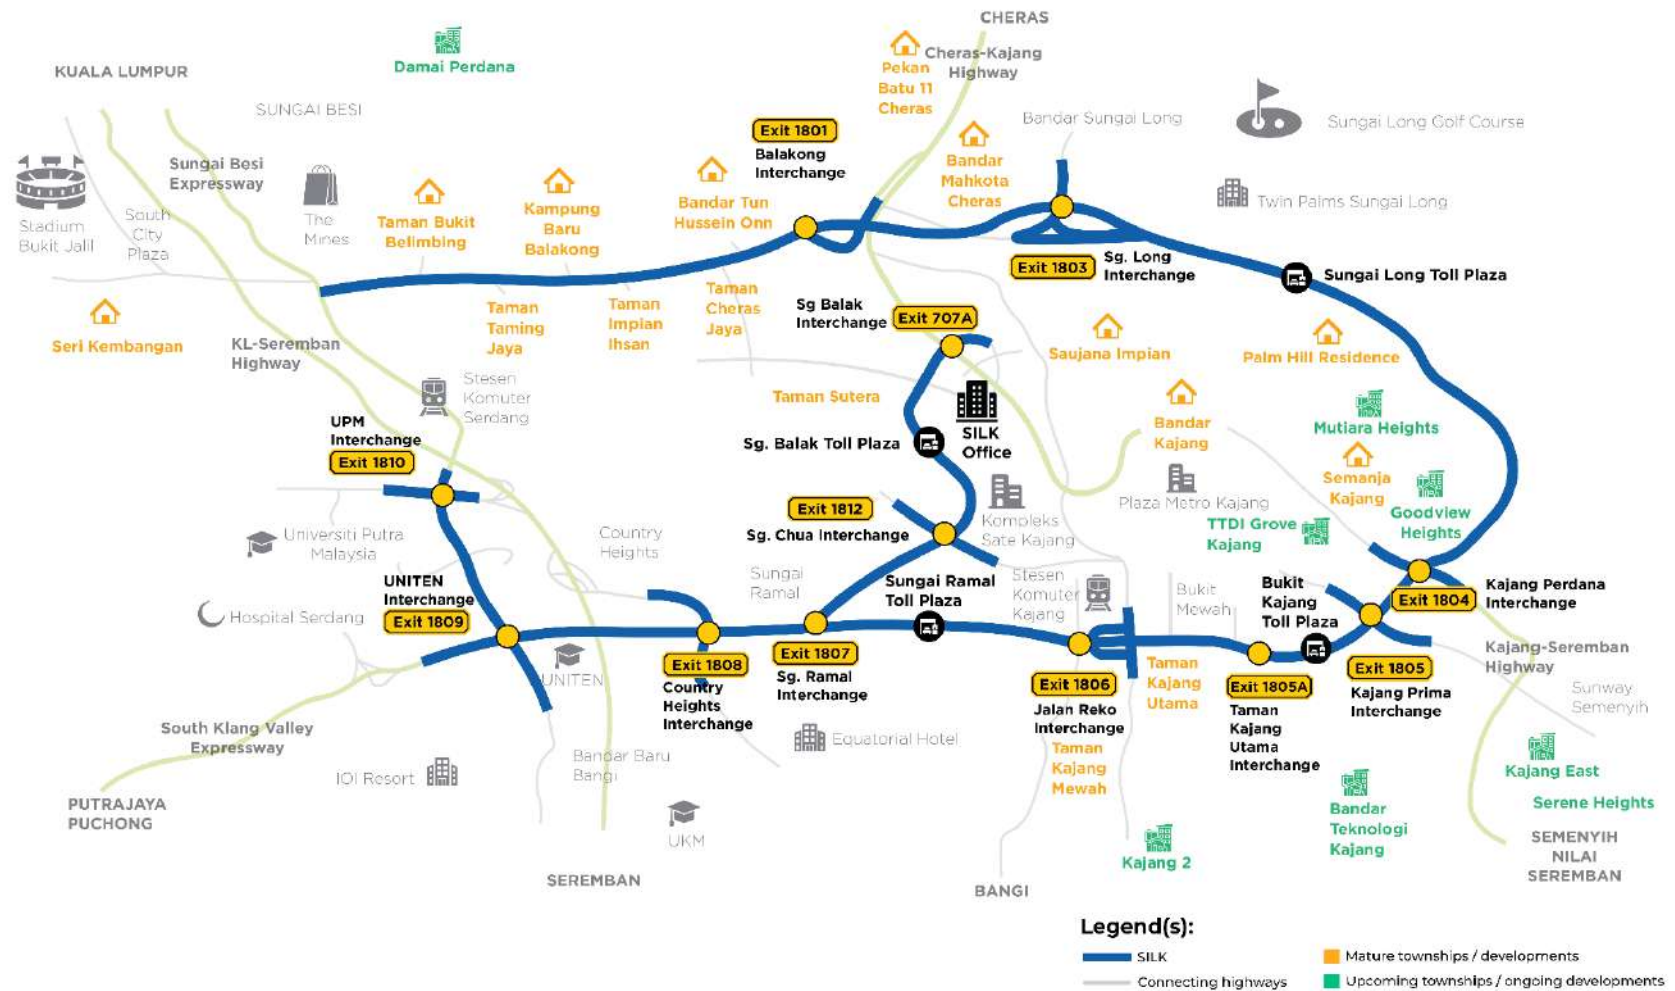 CHERAS
Cheras-Kajang
Highway
Pekan
Batu 11
Cheras
Damai Perdana
KUALA LUMPUR
SUNGAI BESI
Sungai Besi
Expressway
Stadium
Bukit Jalil
South
City
Plaza
The
Mines
Taman Bukit
Belimbing
Kampung
Baru
Balakong
Bandar Tun
Hussein Onn
Exit 1801
Balakong
Interchange
Bandar
Mahkota
Cheras
Bandar Sungai Long
Sungai Long Golf Course
Twin Palms Sungai Long
Exit 1803
Sg. Long
Interchange
Sungai Long Toll Plaza
Seri Kembangan
KL-Seremban
Highway
Taman
Taming
Jaya
Taman
Impian
Ihsan
Taman
Cheras
Jaya
Sg Balak
Interchange
Exit 707A
Saujana Impian
Palm Hill Residence
Stesen
Komuter
Serdang
Taman Sutera
Sg. Balak Toll Plaza
SILK
Office
Bandar
Kajang
Mutiara Heights
Semanja
Kajang
Goodview
Heights
UPM
Interchange
Exit 1810
Universiti Putra
Malaysia
Country
Heights
Exit 1812
Sg. Chua Interchange
Kompleks
Sate Kajang
Plaza Metro Kajang
TTDI Grove
Kajang
UNITEN
Interchange
Exit 1809
Hospital Serdang
Sungai
Ramal
Sungai Ramal
Toll Plaza
Stesen
Komuter
Kajang
Bukit
Mewah
Bukit
Kajang
Toll Plaza
Exit 1804
Kajang Perdana
Interchange
UNITEN
Exit 1808
Country
Heights
Interchange
Exit 1807
Sg. Ramal
Interchange
Exit 1806
Jalan Reko
Interchange
Taman
Kajang
Mewah
Taman
Kajang
Utama
Exit 1805A
Taman
Kajang
Utama
Interchange
Exit 1805
Kajang Prima
Interchange
Kajang-Seremban
Highway
Sunway
Semenyih
South Klang Valley
Expressway
IOI Resort
Bandar Baru
Bangi
Equatorial Hotel
PUTRAJAYA
PUCHONG
UKM
Kajang 2
Bandar
Teknologi
Kajang
Kajang East
Serene Heights
SEMENYIH
NILAI
SEREMBAN
SEREMBAN
BANGI
Legend(s):
SILK
Connecting highways
Mature townships / developments
Upcoming townships / ongoing developments